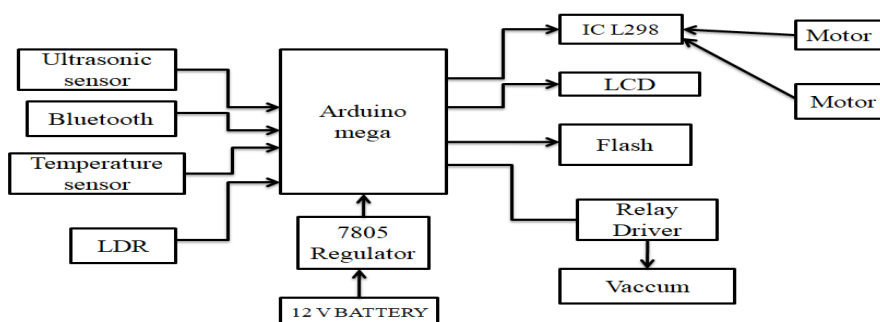 Ultrasonic
sensor
Bluetooth
Temperature
sensor
LDR
Arduino
mega
7805
Regulator
12 V BATTERY
IC L298
LCD
Flash
Relay
Driver
Vaccum
Motor
Motor